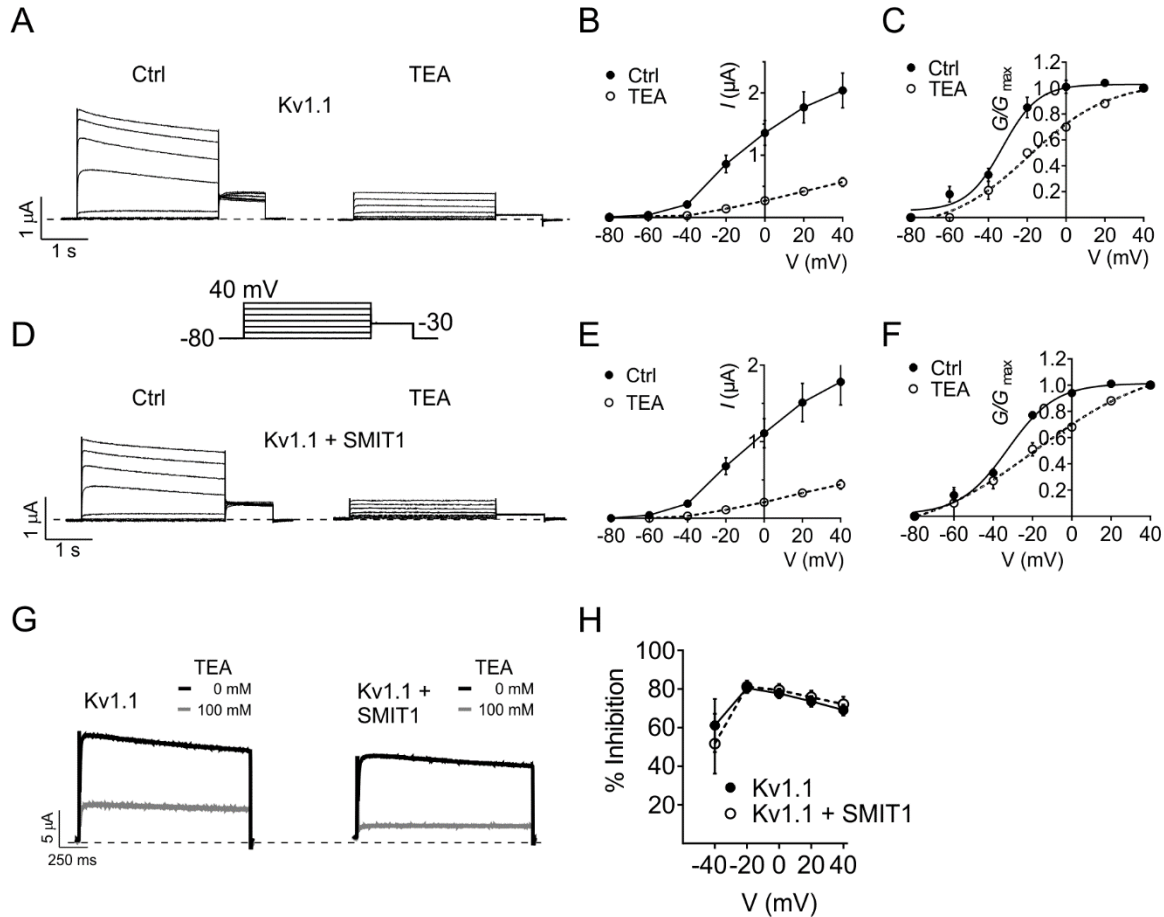 A
Ctrl
TEA
Kv1.1
1 µA
1 s
B
Ctrl
TEA
I (µA)
2
1
-80 -60 -40 -20 0 20 40
V (mV)
C
Ctrl
TEA
G/G max
1.2
1.0
0.8
0.6
0.4
0.2
-80 -40 0 40
V (mV)
40 mV
-80
-30
D
Ctrl
TEA
Kv1.1 + SMIT1
1 µA
1 s
E
Ctrl
TEA
I (µA)
2
1
-80 -60 -40 -20 0 20 40
V (mV)
F
Ctrl
TEA
G/G max
1.2
1.0
0.8
0.6
0.4
0.2
-80 -60 -40 -20 0 20 40
V (mV)
G
Kv1.1
TEA
0 mM
100 mM
Kv1.1 +
SMIT1
TEA
0 mM
100 mM
5 µA
250 ms
H
% Inhibition
100
80
60
40
20
Kv1.1
Kv1.1 + SMIT1
-40 -20 0 20 40
V (mV)